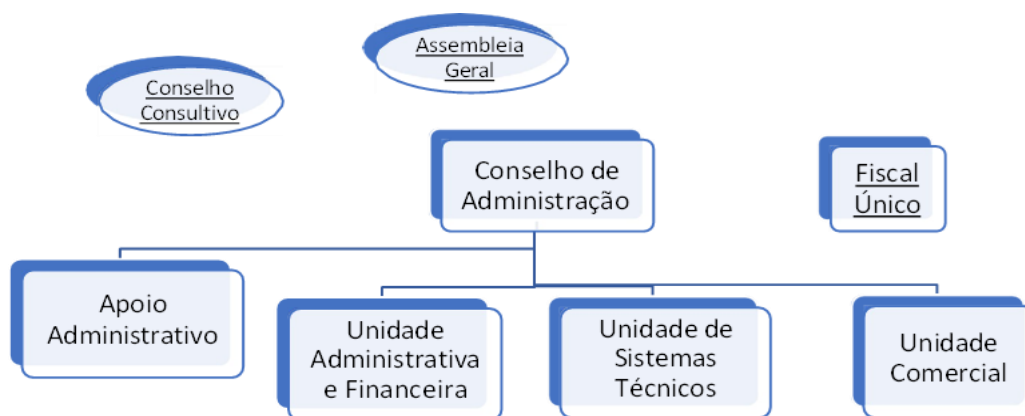 Assembleia
Geral
Conselho
Consultivo
Conselho de
Administração
Fiscal
Único
Apoio
Administrativo
Unidade
Administrativa
e Financeira
Unidade de
Sistemas
Técnicos
Unidade
Comercial